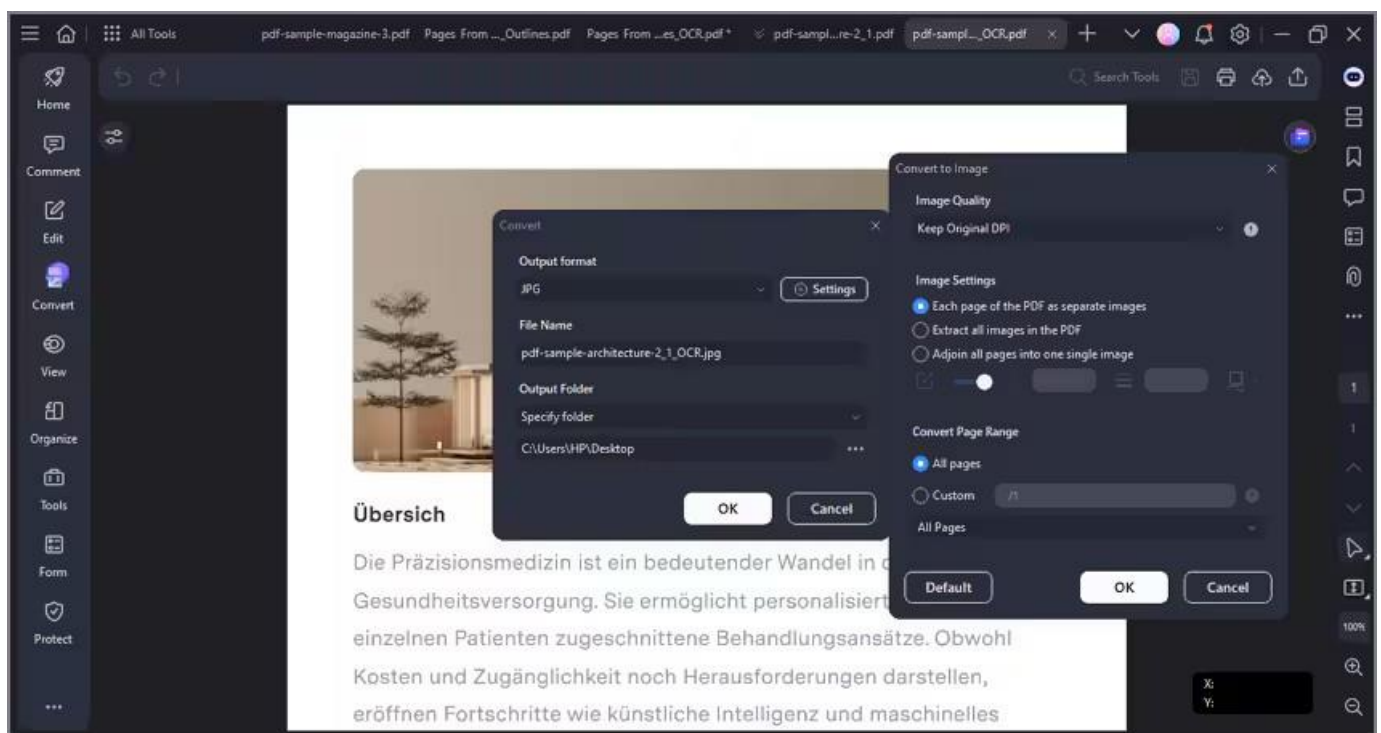 All Tools
pdf-sample-magazine-3.pdf
Pages From ..._Outlines.pdf
Pages From ...es_OCR.pdf *
pdf-sampl...re-2_1.pdf
pdf-sampl..._OCR.pdf
Search Tools
Home
Comment
Edit
Convert
View
Organize
Tools
Form
Protect
Convert
Output format
JPG
Settings
File Name
pdf-sample-architecture-2_1_OCR.jpg
Output Folder
Specify folder
C:\Users\HP\Desktop
OK
Cancel
Convert to Image
Image Quality
Keep Original DPI
Image Settings
Each page of the PDF as separate images
Extract all images in the PDF
Adjoin all pages into one single image
Convert Page Range
All pages
Custom
/1
All Pages
Default
OK
Cancel
Übersich
Die Präzisionsmedizin ist ein bedeutender Wandel in
Gesundheitsversorgung. Sie ermöglicht personalisiert
einzelnen Patienten zugeschnittene Behandlungsansätze. Obwohl
Kosten und Zugänglichkeit noch Herausforderungen darstellen,
eröffnen Fortschritte wie künstliche Intelligenz und maschinelles
1
1
100%
X:
Y: